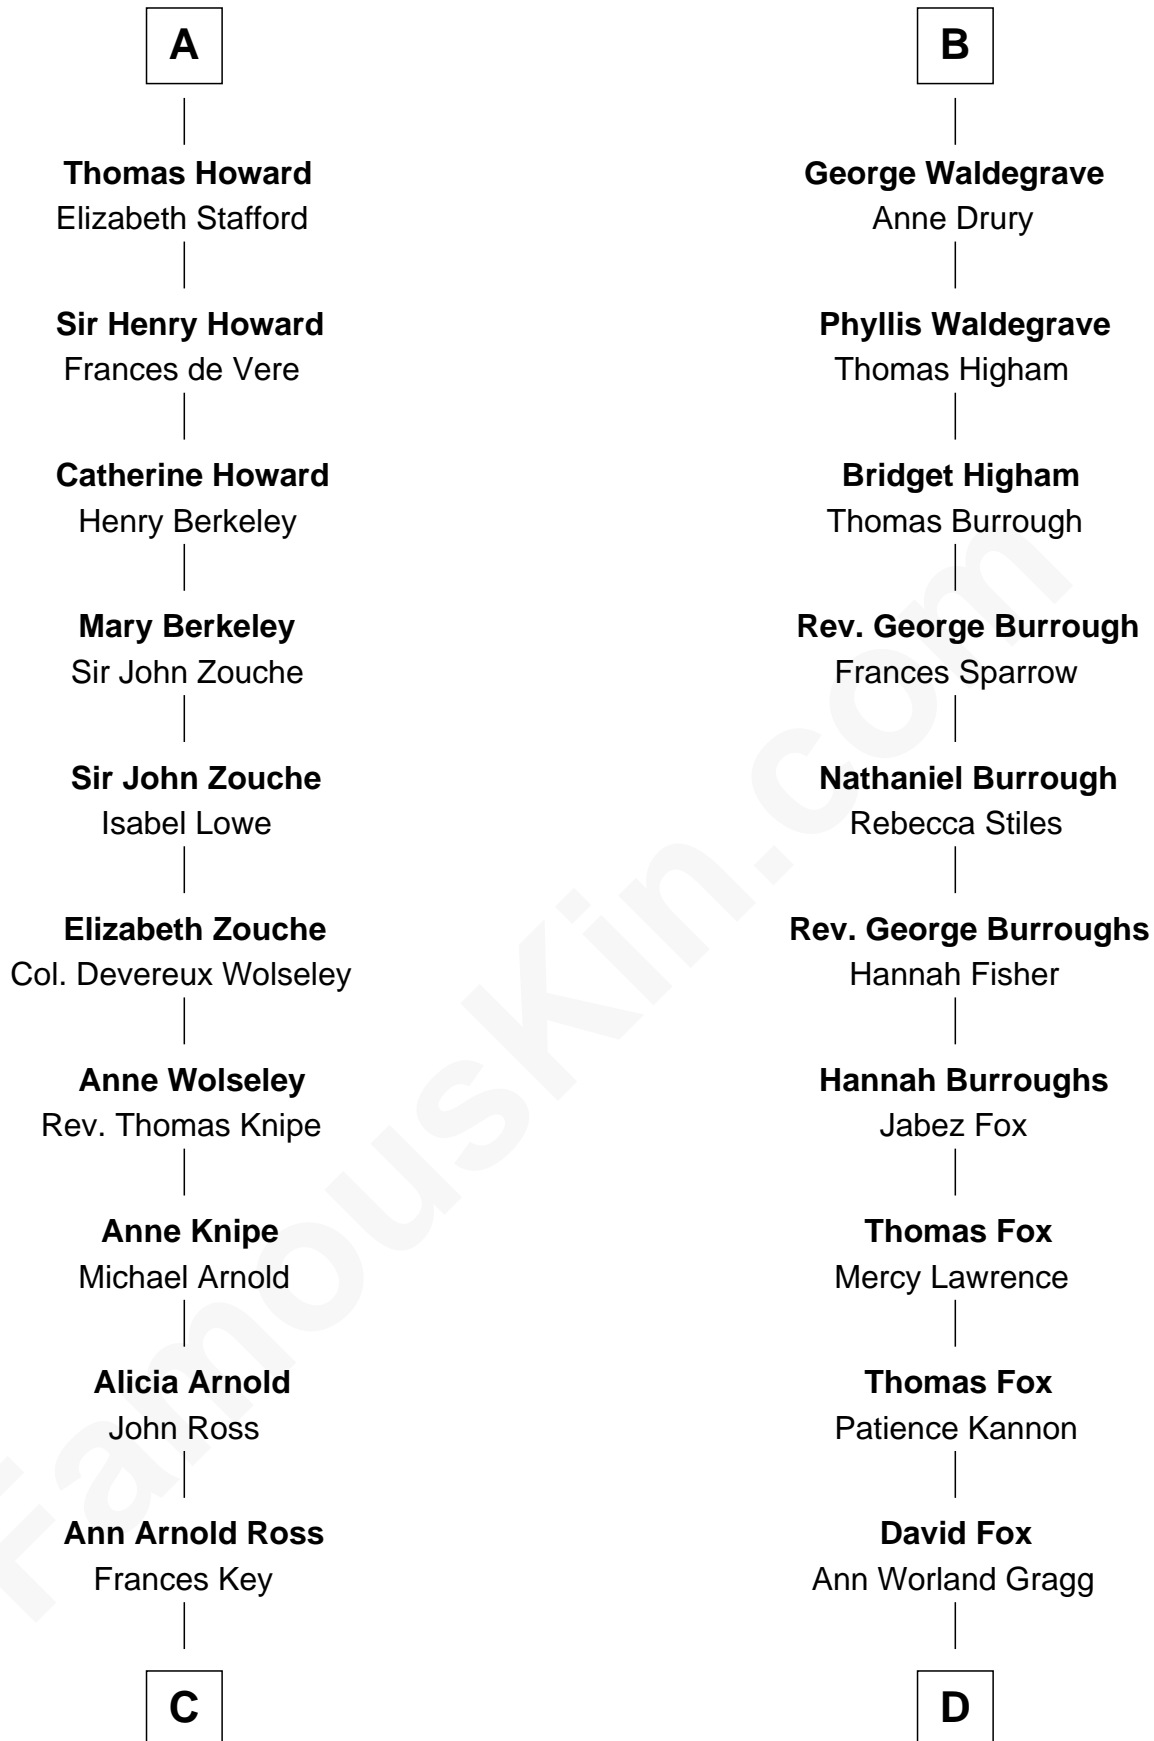 A
Thomas Howard
Elizabeth Stafford
Sir Henry Howard
Frances de Vere
Catherine Howard
Henry Berkeley
Mary Berkeley
Sir John Zouche
Sir John Zouche
Isabel Lowe
Elizabeth Zouche
Col. Devereux Wolseley
Anne Wolseley
Rev. Thomas Knipe
Anne Knipe
Michael Arnold
Alicia Arnold
John Ross
Ann Arnold Ross
Frances Key
C
B
George Waldegrave
Anne Drury
Phyllis Waldegrave
Thomas Higham
Bridget Higham
Thomas Burrough
Rev. George Burrough
Frances Sparrow
Nathaniel Burrough
Rebecca Stiles
Rev. George Burroughs
Hannah Fisher
Hannah Burroughs
Jabez Fox
Thomas Fox
Mercy Lawrence
Thomas Fox
Patience Kannon
David Fox
Ann Worland Gragg
D
FamousKin.com